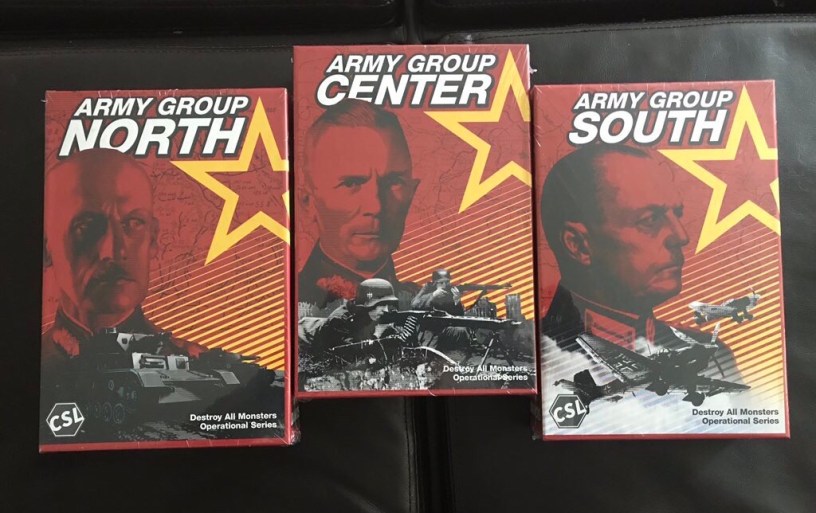 ARMY GROUP
NORTH
CSL
Destroy All Monsters
Operational Series
ARMY GROUP
CENTER
Destroy All Monsters
Operational Series
ARMY GROUP
SOUTH
CSL
Destroy All Monsters
Operational Series